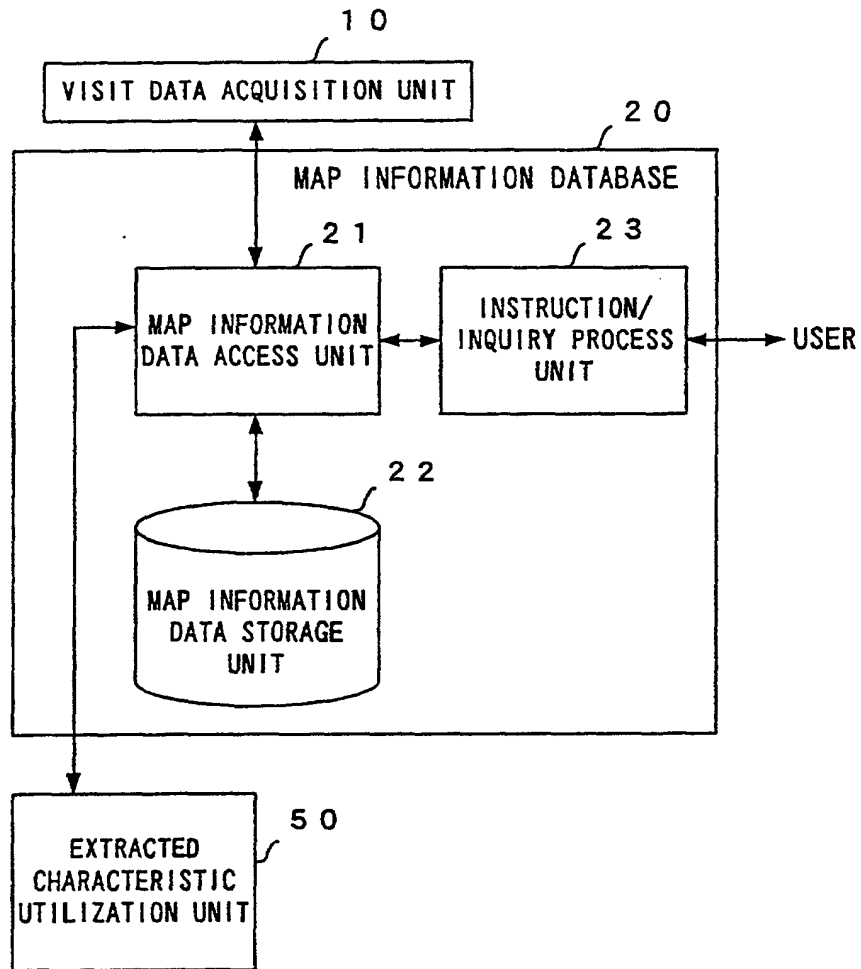 10
VISIT DATA ACQUISITION UNIT
20
MAP INFORMATION DATABASE
21
23
MAP INFORMATION
DATA ACCESS UNIT
INSTRUCTION/
INQUIRY PROCESS
UNIT
USER
22
MAP INFORMATION
DATA STORAGE
UNIT
50
EXTRACTED
CHARACTERISTIC
UTILIZATION UNIT